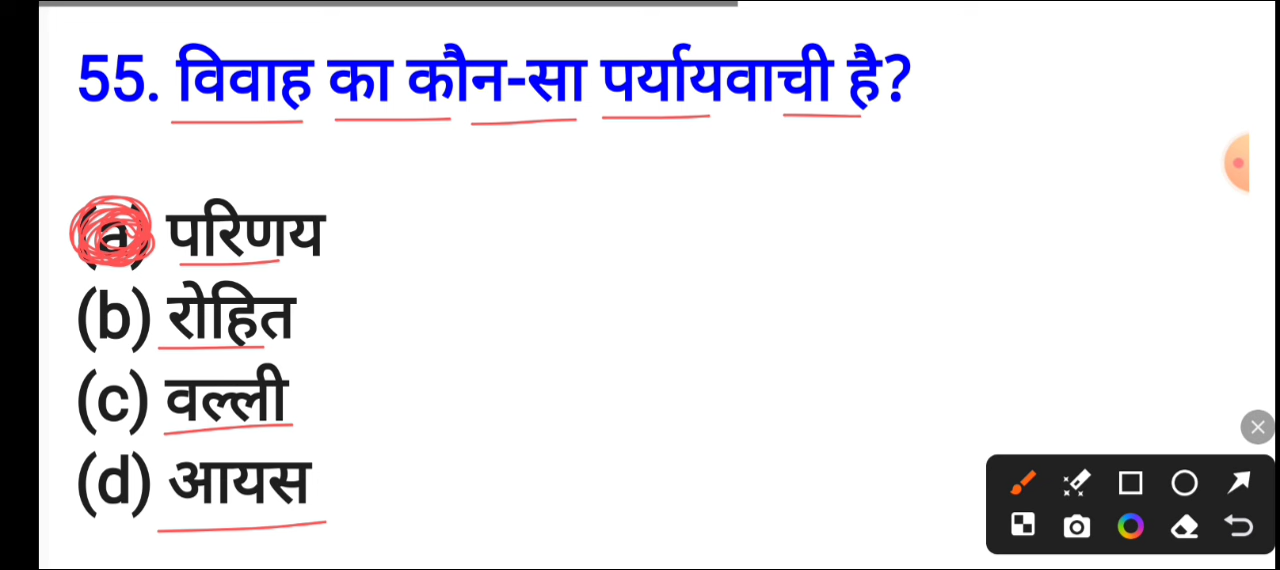 55. विवाह का कौन-सा पर्यायवाची है?
(a) परिणय
(b) रोहित
(c) वल्ली
(d) आयस